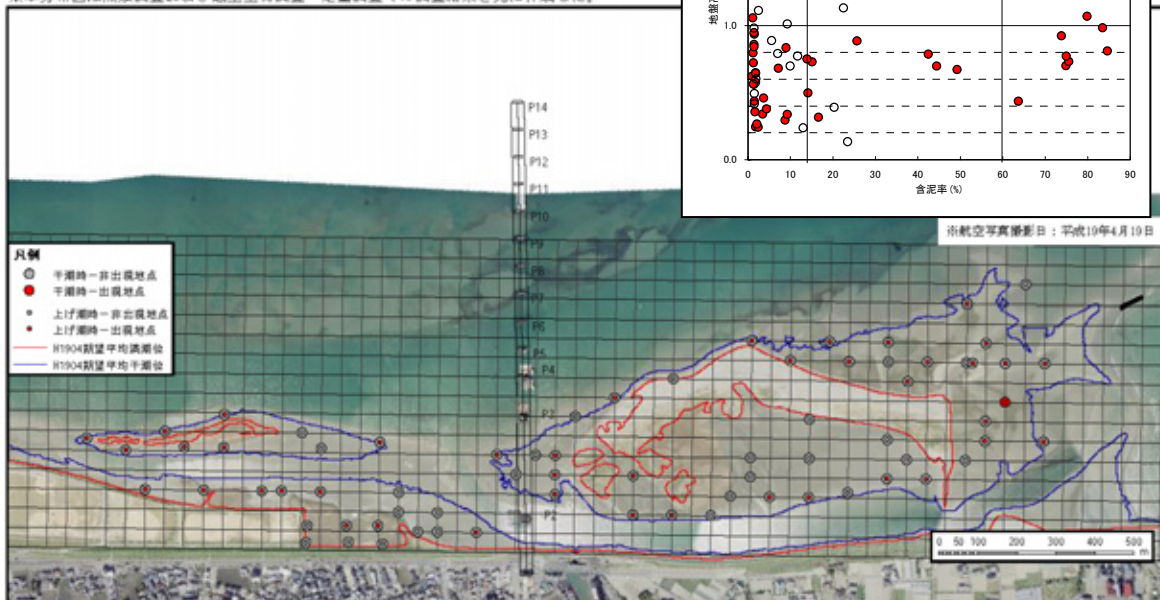 1.0
0.0
0 10 20 30 40 50 60 70 80 90
含泥率(%)
※航空写真撮影日：平成19年4月19日
P14
P13
P12
P11
P10
P9
P8
P7
P6
P5
P4
P2
P1
凡例
干潮時－非出現地点
干潮時－出現地点
上げ潮時－非出現地点
上げ潮時－出現地点
H1904期望平均満潮位
H1904期望平均干潮位
0 50 100 200 300 400 500
m